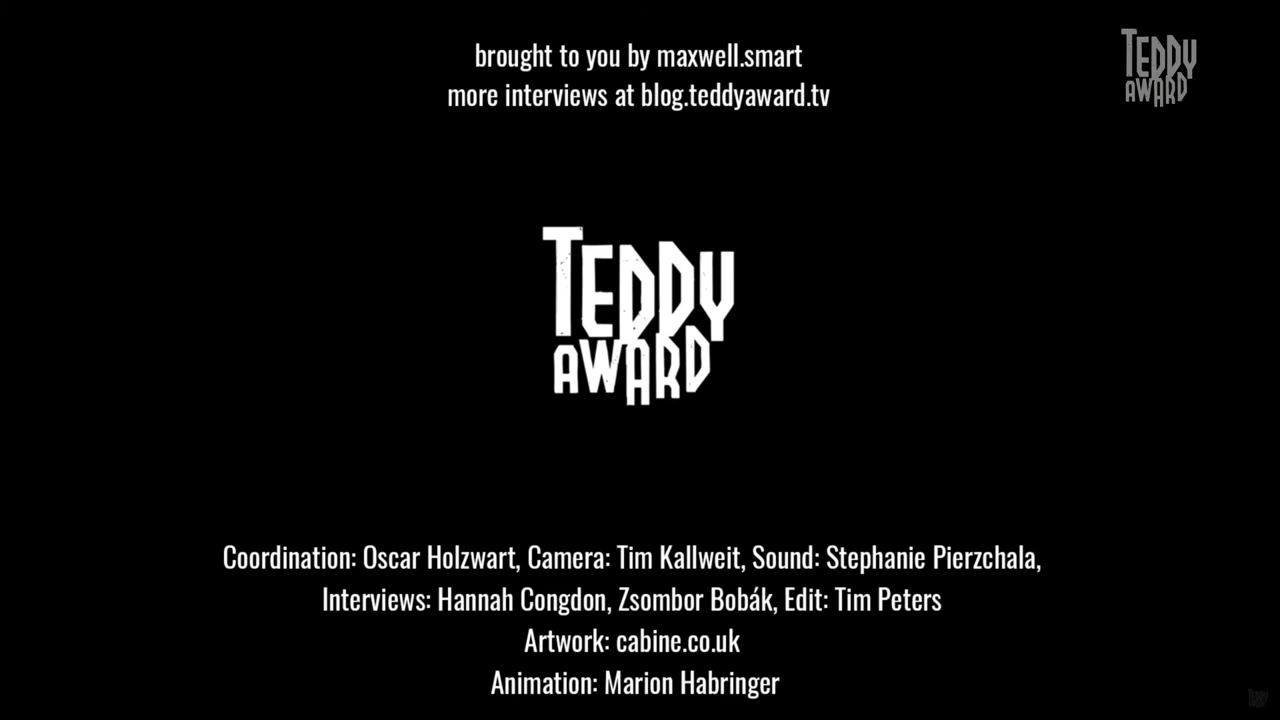 brought to you by maxwell.smart
more interviews at blog.teddyaward.tv
TEDDY
AWARD
TEDDY
AWARD
Coordination: Oscar Holzwart, Camera: Tim Kallweit, Sound: Stephanie Pierzchala,
Interviews: Hannah Congdon, Zsombor Bobák, Edit: Tim Peters
Artwork: cabine.co.uk
Animation: Marion Habringer